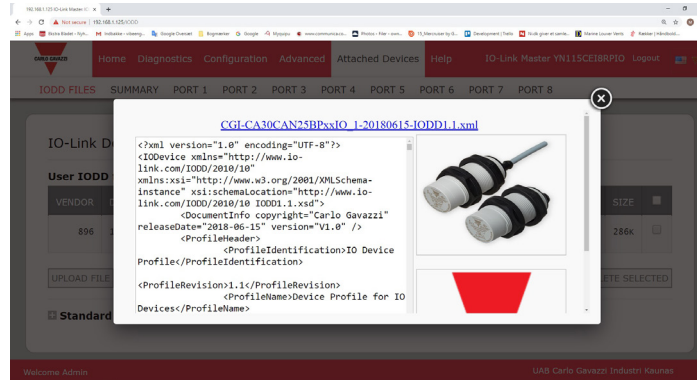 192.168.1.125 IO-Link Master IO
Not secure | 192.168.1.125/IODD
Apps
Google Oversæt
Bogmærker
Google
Development | Trello
CARLO GAVAZZI
Home Diagnostics Configuration Advanced Attached Devices Help IO-Link Master YN115CEI8RPIO Logout
IODD FILES SUMMARY PORT 1 PORT 2 PORT 3 PORT 4 PORT 5 PORT 6 PORT 7 PORT 8
IO-Link D
User IODD
VENDOR
SIZE
896
286K
UPLOAD FILE
ETE SELECTED
Standard
CGI-CA30CAN25BPxxIO_1-20180615-IODD1.1.xml
<?xml version="1.0" encoding="UTF-8"?>
<IODevice xmlns="http://www.io-
link.com/IODD/2010/10"
xmlns:xsi="http://www.w3.org/2001/XMLSchema-
instance" xsi:schemaLocation="http://www.io-
link.com/IODD/2010/10 IODD1.1.xsd">
<DocumentInfo copyright="Carlo Gavazzi"
releaseDate="2018-06-15" version="V1.0" />
<ProfileHeader>
<ProfileIdentification>IO Device
Profile</ProfileIdentification>
<ProfileRevision>1.1</ProfileRevision>
<ProfileName>Device Profile for IO
Devices</ProfileName>
Welcome Admin
UAB Carlo Gavazzi Industri Kaunas